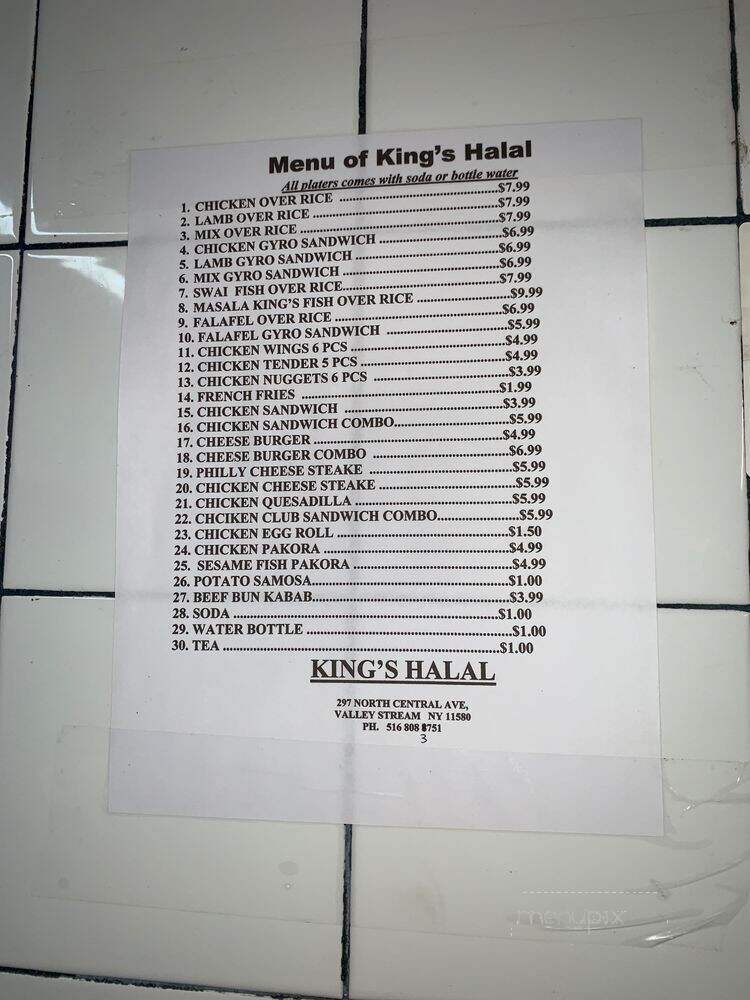 Menu of King's Halal
All platers comes with soda or bottle water
1. CHICKEN OVER RICE ..............................$7.99
2. LAMB OVER RICE ..............................$7.99
3. MIX OVER RICE ..............................$7.99
4. CHICKEN GYRO SANDWICH ..............................$6.99
5. LAMB GYRO SANDWICH ..............................$6.99
6. MIX GYRO SANDWICH ..............................$6.99
7. SWAI FISH OVER RICE..............................$7.99
8. MASALA KING'S FISH OVER RICE ..............................$9.99
9. FALAFEL OVER RICE ..............................$6.99
10. FALAFEL GYRO SANDWICH ..............................$5.99
11. CHICKEN WINGS 6 PCS ..............................$4.99
12. CHICKEN TENDER 5 PCS ..............................$4.99
13. CHICKEN NUGGETS 6 PCS ..............................$3.99
14. FRENCH FRIES ..............................$1.99
15. CHICKEN SANDWICH ..............................$3.99
16. CHICKEN SANDWICH COMBO..............................$5.99
17. CHEESE BURGER ..............................$4.99
18. CHEESE BURGER COMBO ..............................$6.99
19. PHILLY CHEESE STEAKE ..............................$5.99
20. CHICKEN CHEESE STEAKE ..............................$5.99
21. CHICKEN QUESADILLA ..............................$5.99
22. CHCIKEN CLUB SANDWICH COMBO..............................$5.99
23. CHICKEN EGG ROLL ..............................$1.50
24. CHICKEN PAKORA ..............................$4.99
25. SESAME FISH PAKORA ..............................$4.99
26. POTATO SAMOSA..............................$1.00
27. BEEF BUN KABAB..............................$3.99
28. SODA ..............................$1.00
29. WATER BOTTLE ..............................$1.00
30. TEA ..............................$1.00
KING'S HALAL
297 NORTH CENTRAL AVE,
VALLEY STREAM NY 11580
PH. 516 808 8751
3
menupix